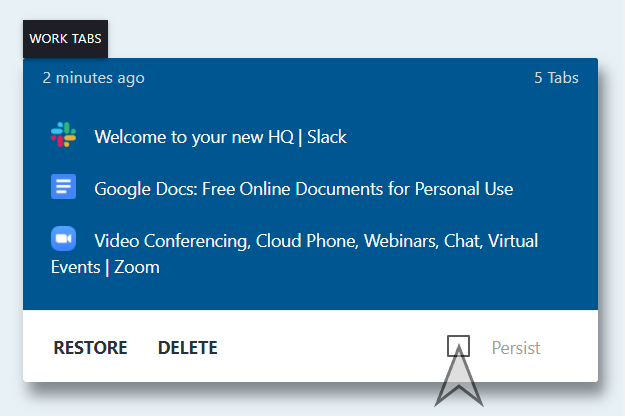 WORK TABS
2 minutes ago 5 Tabs
Welcome to your new HQ | Slack
Google Docs: Free Online Documents for Personal Use
Video Conferencing, Cloud Phone, Webinars, Chat, Virtual
Events | Zoom
RESTORE DELETE Persist